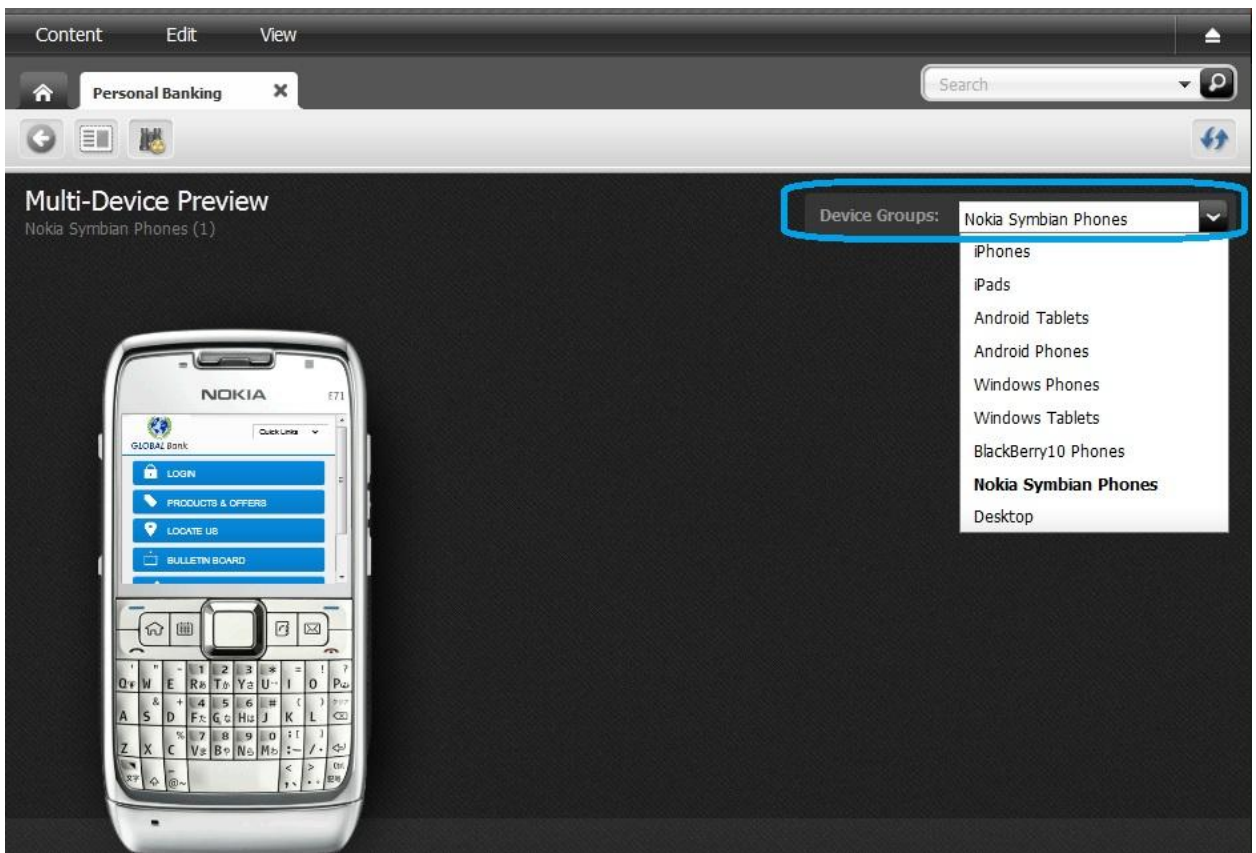 Content Edit View
Personal Banking
Search
Multi-Device Preview
Nokia Symbian Phones (1)
Device Groups: Nokia Symbian Phones
iPhones
iPads
Android Tablets
Android Phones
Windows Phones
Windows Tablets
BlackBerry10 Phones
Nokia Symbian Phones
Desktop
NOKIA E71
GLOBAL Bank
Quick Links
LOGIN
PRODUCTS & OFFERS
LOCATE US
BULLETIN BOARD